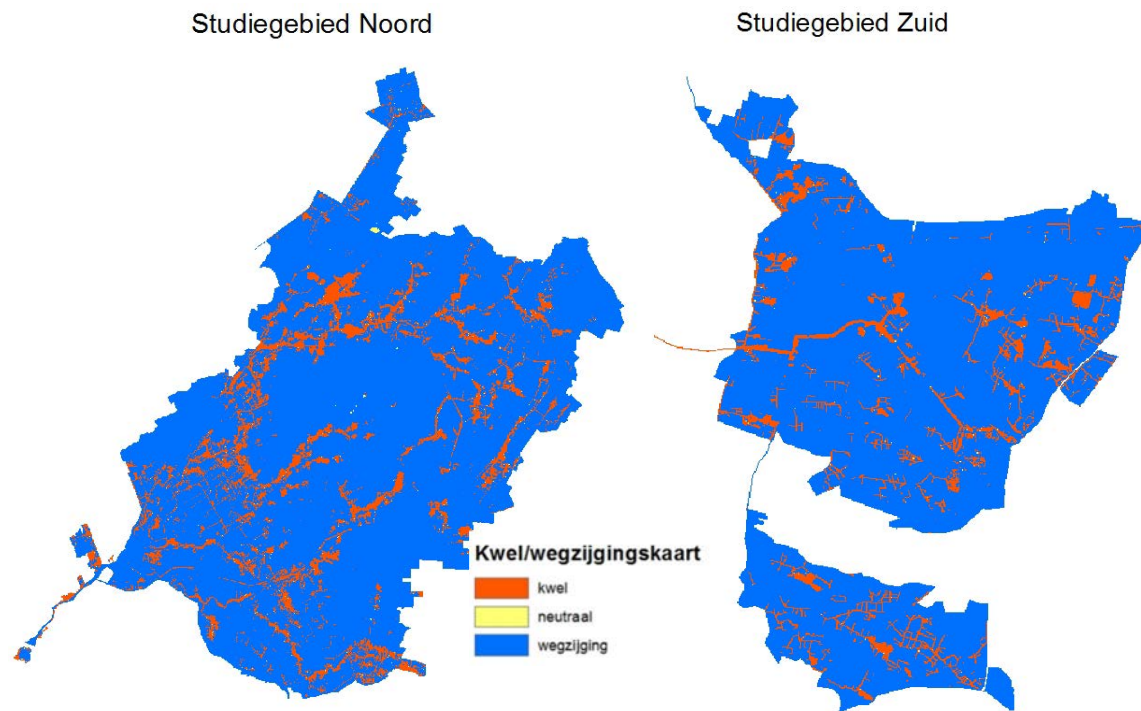 Studiegebied Noord
Studiegebied Zuid
Kwel/wegzijgingskaart
kwel
neutraal
wegzijging